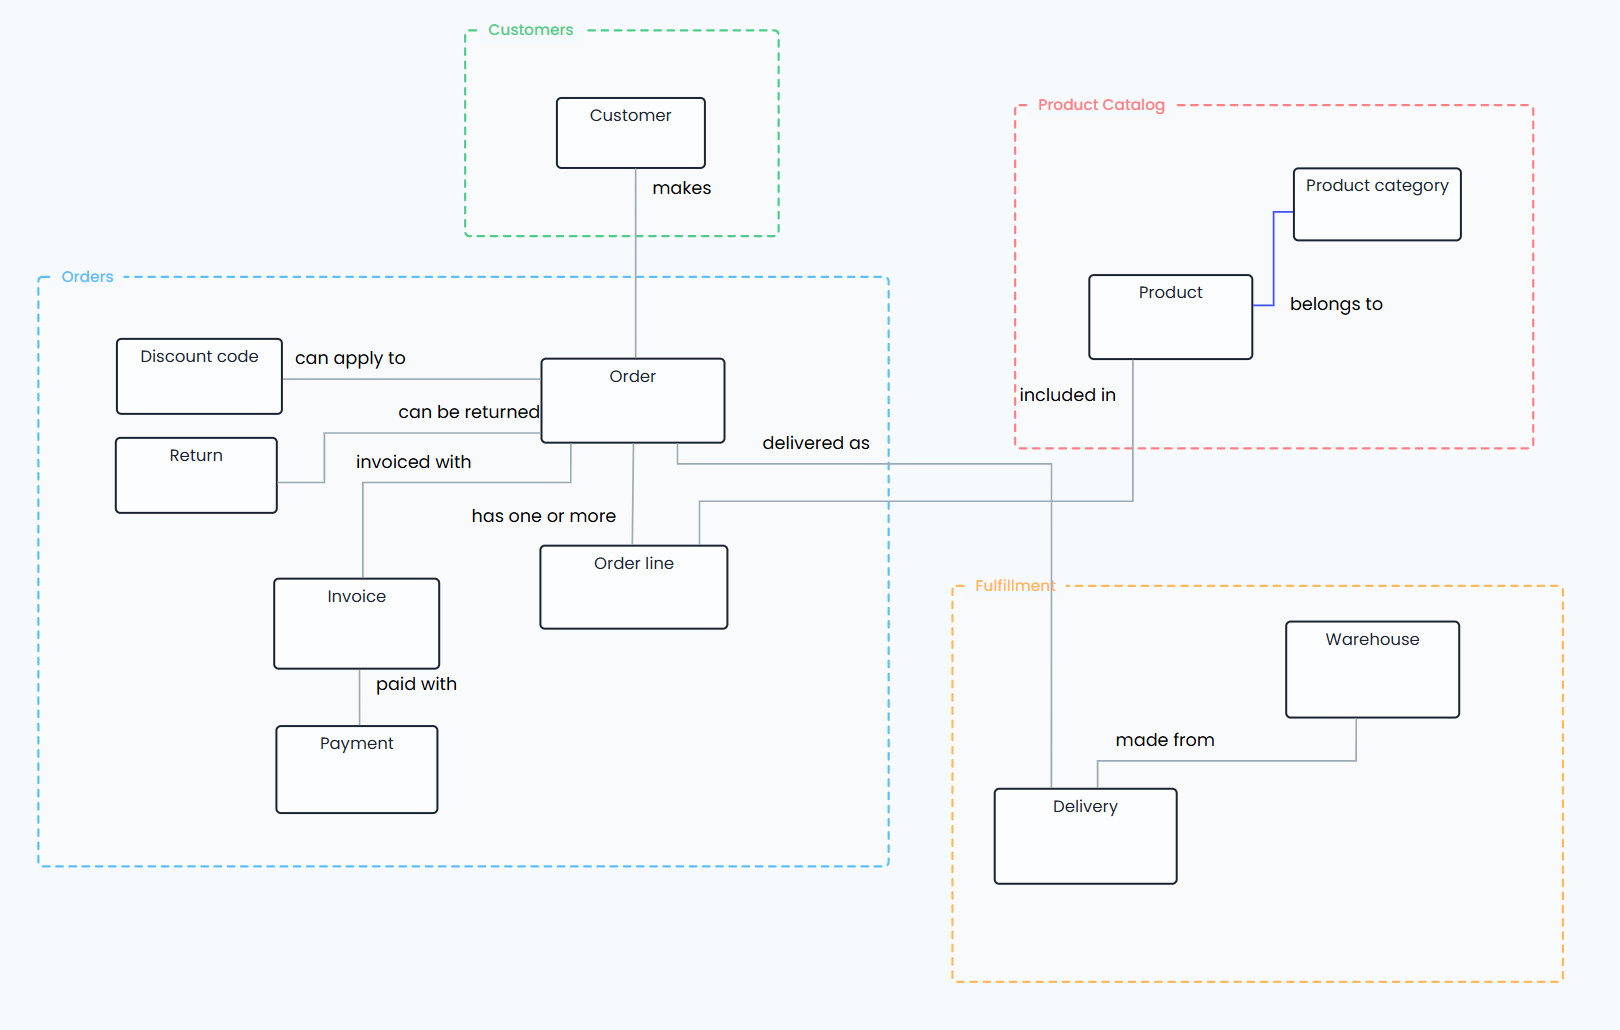 Customers
Customer
makes
Product Catalog
Product category
Product
belongs to
included in
Orders
Discount code
can apply to
Order
can be returned
Return
invoiced with
delivered as
has one or more
Order line
Invoice
paid with
Payment
Fulfillment
Warehouse
made from
Delivery